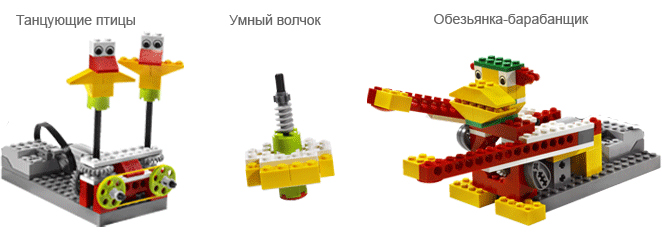 Танцующие птицы
Умный волчок
Обезьянка-барабанщик